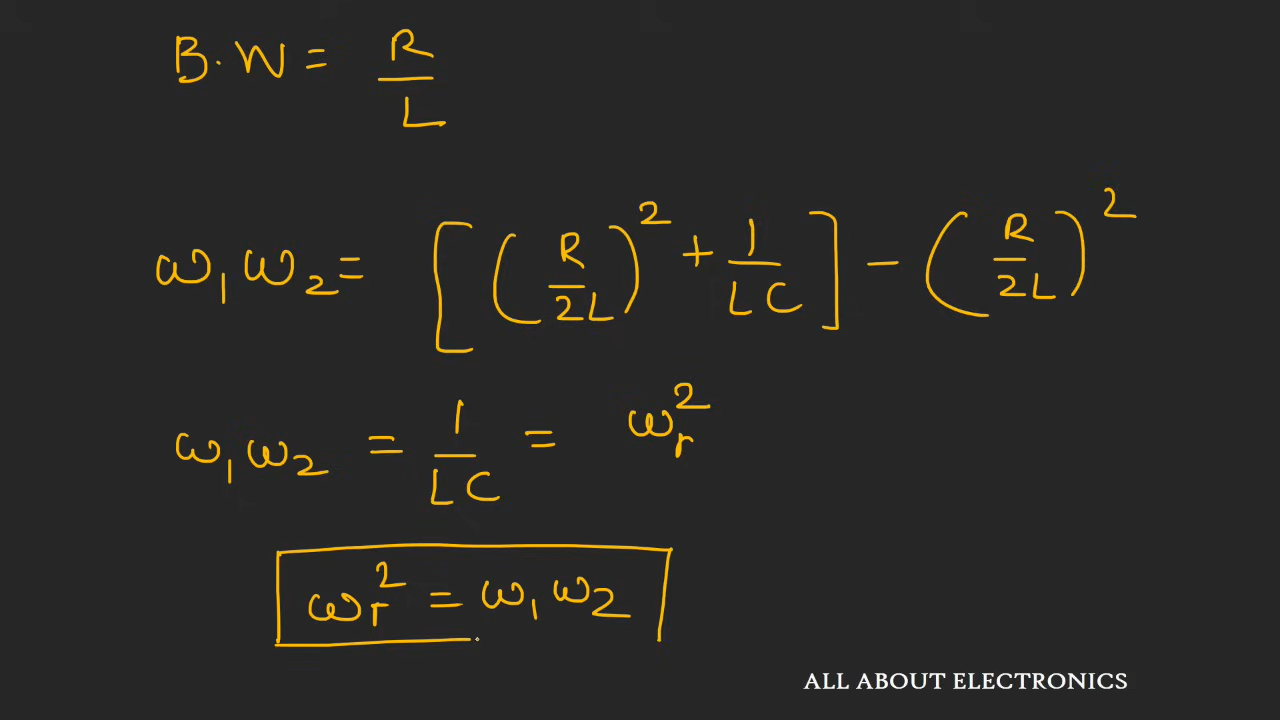 B.W = R/L
ω₁ω₂ = [(R/2L)² + 1/LC] − (R/2L)²
ω₁ω₂ = 1/LC = ωr²
ωr² = ω₁ω₂
ALL ABOUT ELECTRONICS